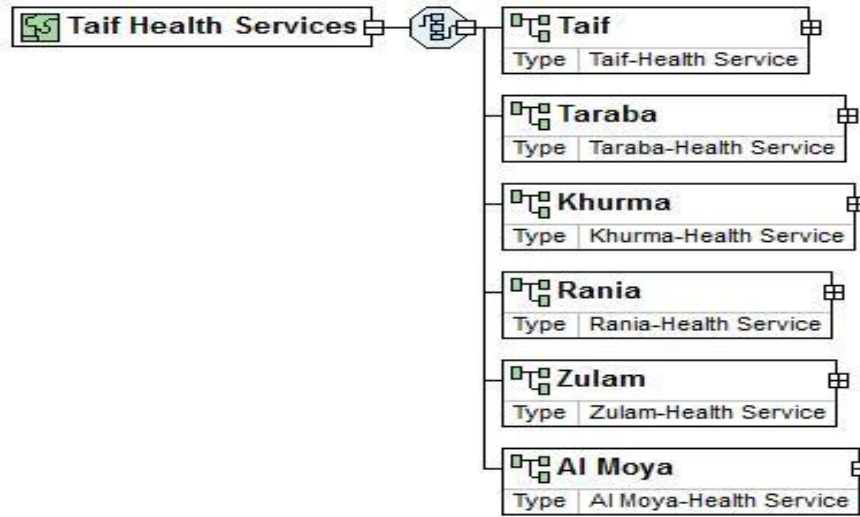 Taif Health Services
Taif
Type Taif-Health Service
Taraba
Type Taraba-Health Service
Khurma
Type Khurma-Health Service
Rania
Type Rania-Health Service
Zulam
Type Zulam-Health Service
Al Moya
Type Al Moya-Health Service